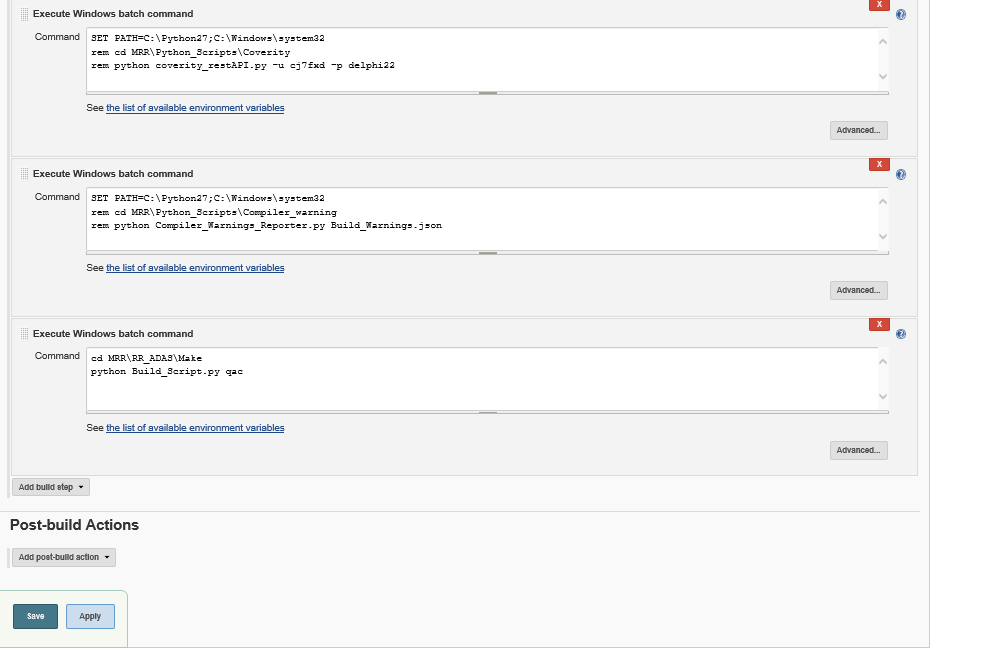 X
Execute Windows batch command
?
Command
SET PATH=C:\Python27;C:\Windows\system32
rem cd MRR\Python_Scripts\Coverity
rem python coverity_restAPI.py -u cj7fxd -p delphi22
See the list of available environment variables
Advanced...
X
Execute Windows batch command
?
Command
SET PATH=C:\Python27;C:\Windows\system32
rem cd MRR\Python_Scripts\Compiler_warning
rem python Compiler_Warnings_Reporter.py Build_Warnings.json
See the list of available environment variables
Advanced...
X
Execute Windows batch command
?
Command
cd MRR\RR_ADAS\Make
python Build_Script.py qac
See the list of available environment variables
Advanced...
Add build step
Post-build Actions
Add post-build action
Save Apply